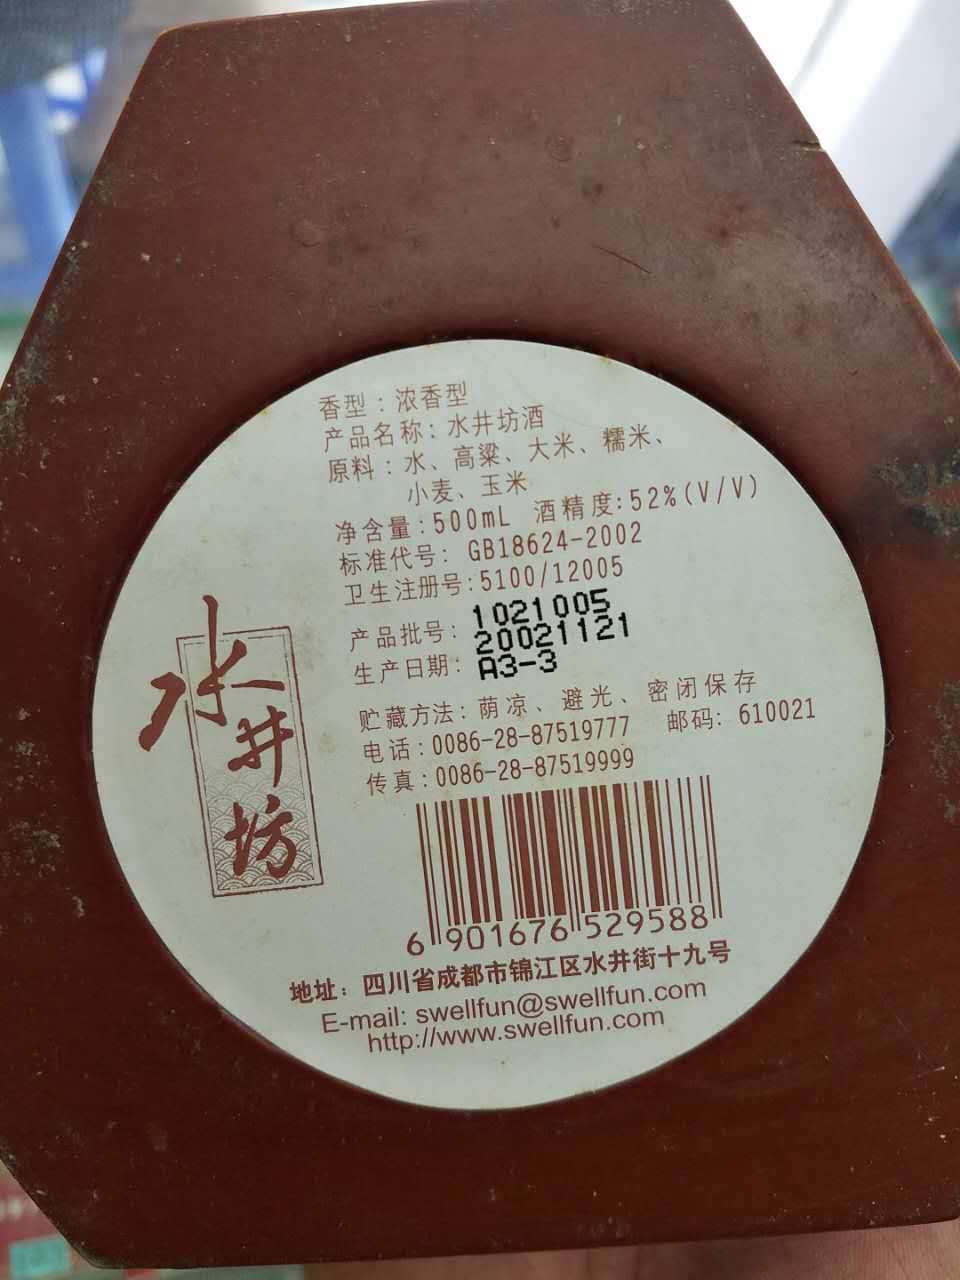 香型：浓香型
产品名称：水井坊酒
原料：水、高粱、大米、糯米、
小麦、玉米
净含量：500mL 酒精度：52%(V/V)
标准代号：GB18624-2002
卫生注册号：5100/12005
产品批号：1021005
20021121
生产日期：A3-3
贮藏方法：荫凉、避光、密闭保存
电话：0086-28-87519777 邮码：610021
传真：0086-28-87519999
水井坊
6 901676 529588
地址：四川省成都市锦江区水井街十九号
E-mail: swellfun@swellfun.com
http://www.swellfun.com